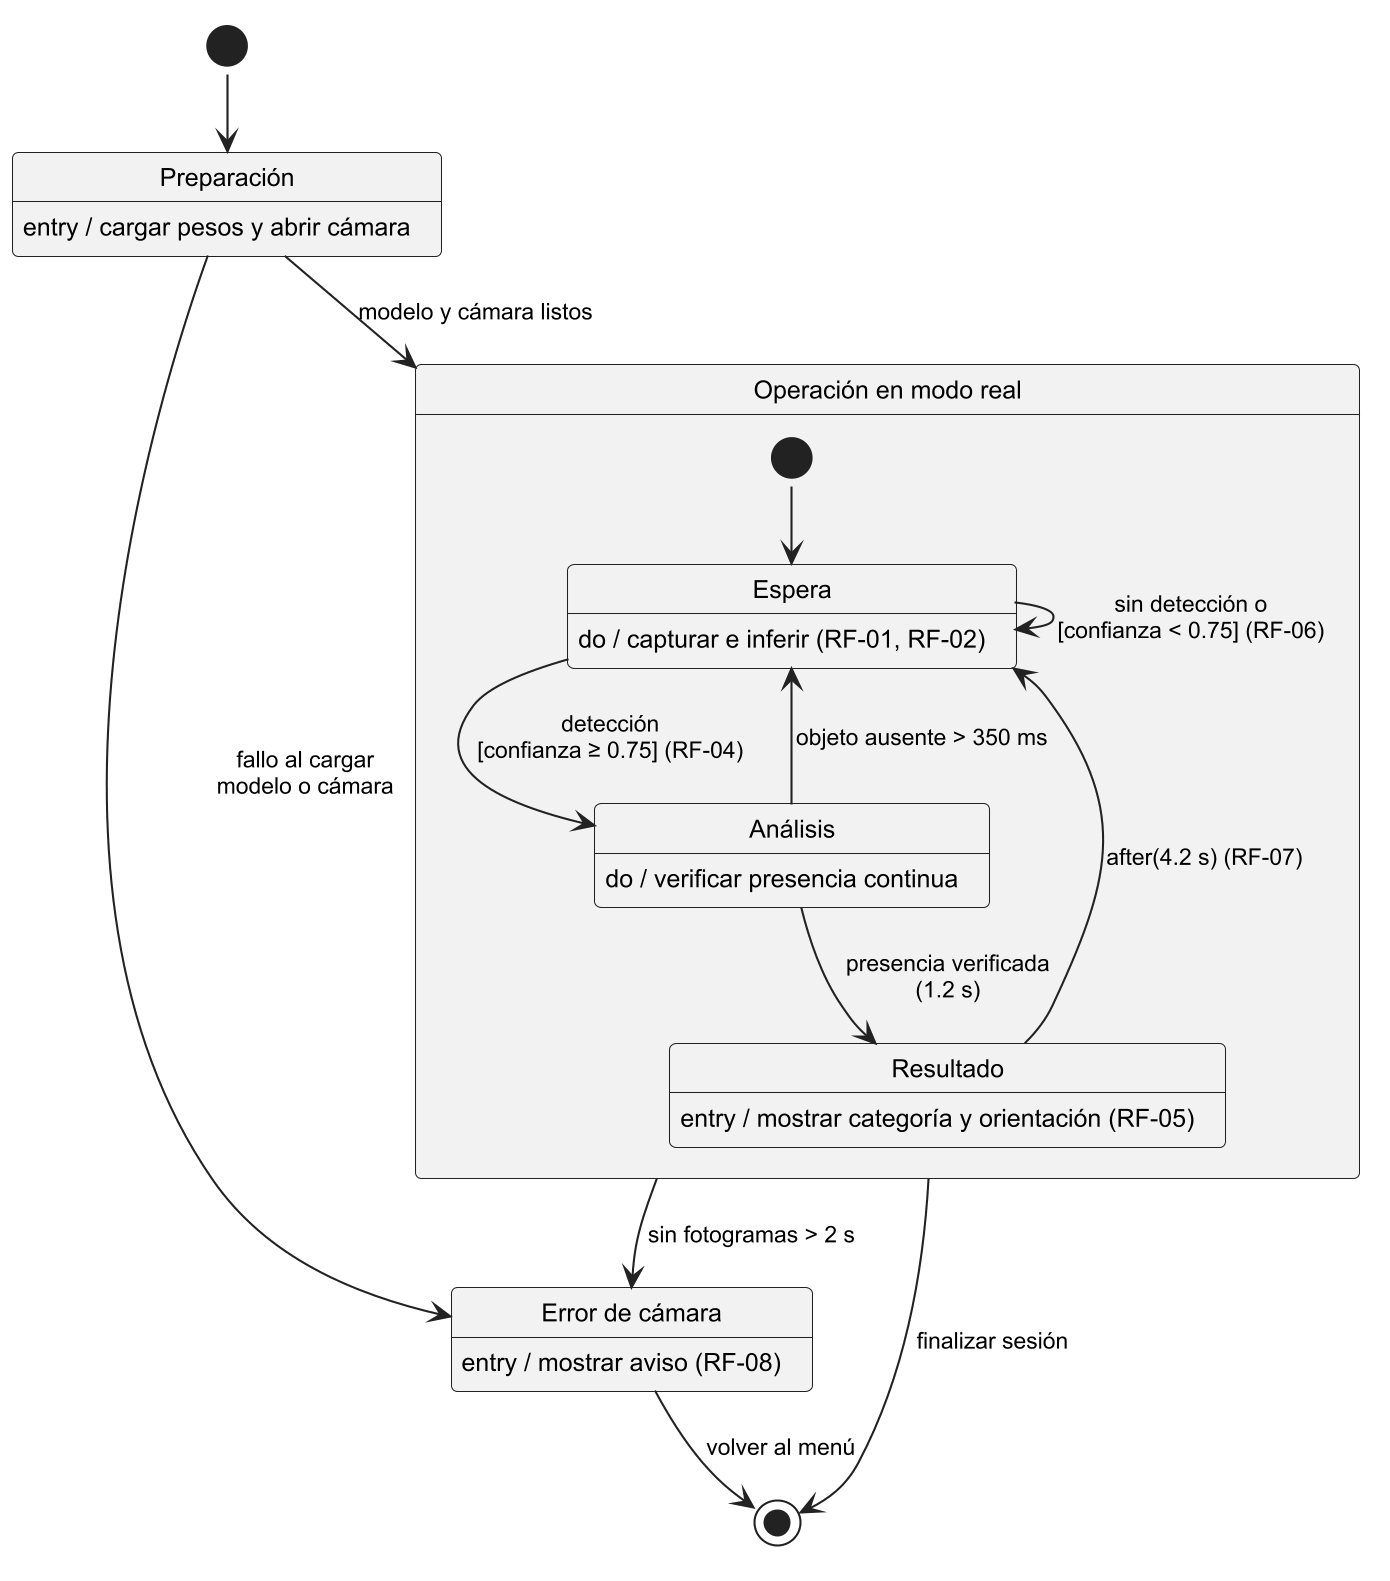 Preparación
entry / cargar pesos y abrir cámara
modelo y cámara listos
Operación en modo real
Espera
do / capturar e inferir (RF-01, RF-02)
sin detección o
[confianza < 0.75] (RF-06)
detección
[confianza ≥ 0.75] (RF-04)
objeto ausente > 350 ms
fallo al cargar
modelo o cámara
Análisis
do / verificar presencia continua
after(4.2 s) (RF-07)
presencia verificada
(1.2 s)
Resultado
entry / mostrar categoría y orientación (RF-05)
sin fotogramas > 2 s
Error de cámara
entry / mostrar aviso (RF-08)
finalizar sesión
volver al menú